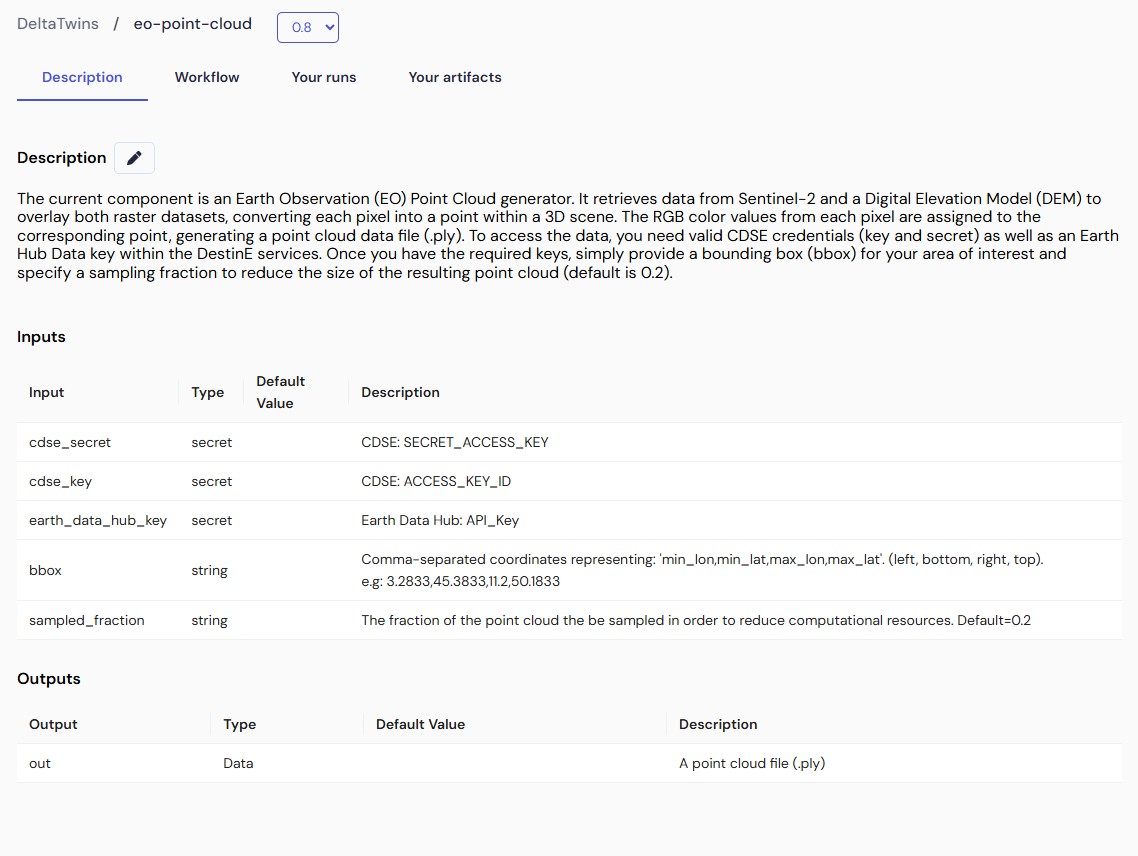 DeltaTwins / eo-point-cloud 0.8
Description Workflow Your runs Your artifacts
Description
The current component is an Earth Observation (EO) Point Cloud generator. It retrieves data from Sentinel-2 and a Digital Elevation Model (DEM) to
overlay both raster datasets, converting each pixel into a point within a 3D scene. The RGB color values from each pixel are assigned to the
corresponding point, generating a point cloud data file (.ply). To access the data, you need valid CDSE credentials (key and secret) as well as an Earth
Hub Data key within the DestinE services. Once you have the required keys, simply provide a bounding box (bbox) for your area of interest and
specify a sampling fraction to reduce the size of the resulting point cloud (default is 0.2).
Inputs
Input Type Default Value Description
cdse_secret secret CDSE: SECRET_ACCESS_KEY
cdse_key secret CDSE: ACCESS_KEY_ID
earth_data_hub_key secret Earth Data Hub: API_Key
bbox string Comma-separated coordinates representing: 'min_lon,min_lat,max_lon,max_lat'. (left, bottom, right, top).
e.g: 3.2833,45.3833,11.2,50.1833
sampled_fraction string The fraction of the point cloud the be sampled in order to reduce computational resources. Default=0.2
Outputs
Output Type Default Value Description
out Data A point cloud file (.ply)